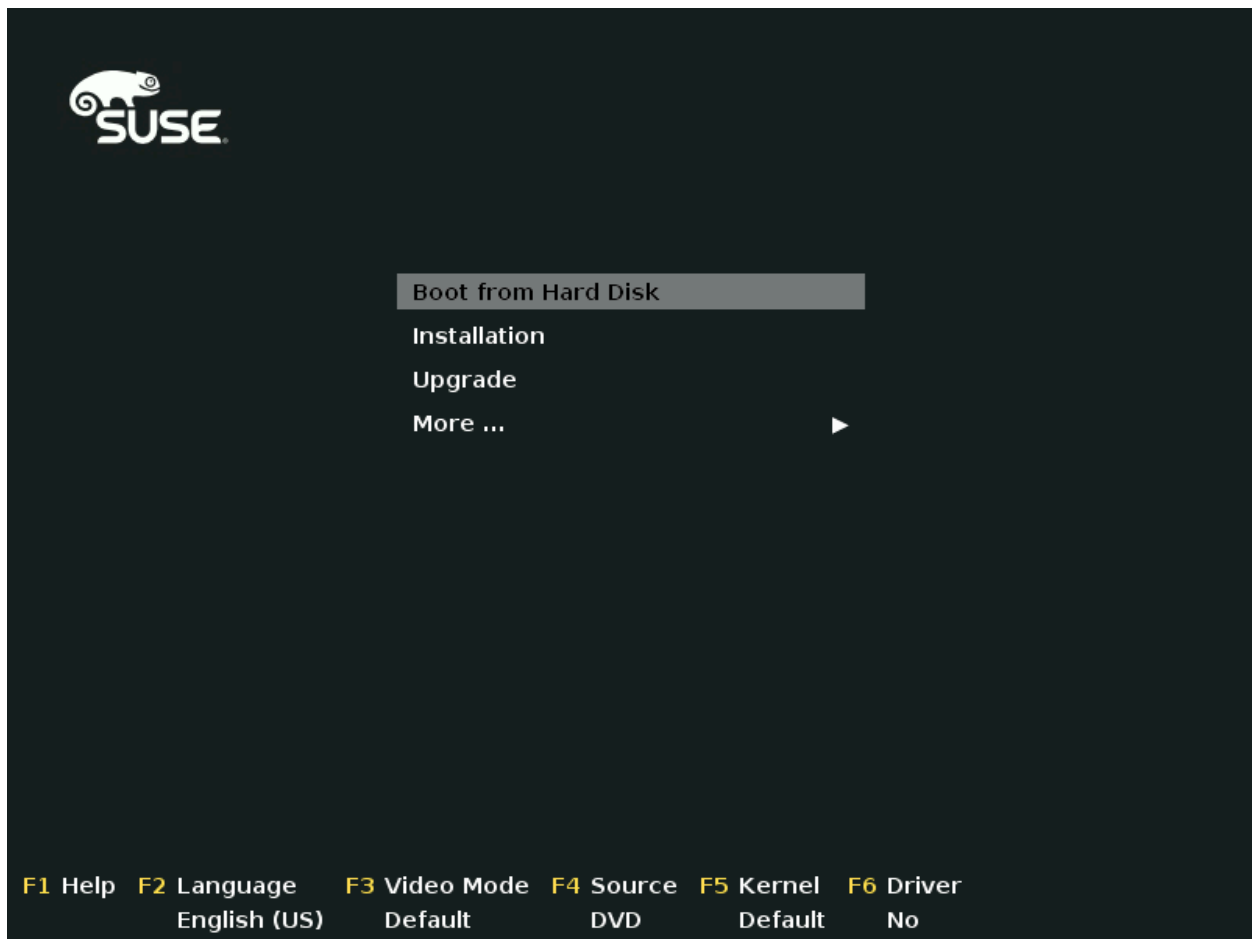 SUSE
Boot from Hard Disk
Installation
Upgrade
More ...
F1 Help F2 Language F3 Video Mode F4 Source F5 Kernel F6 Driver
English (US) Default DVD Default No